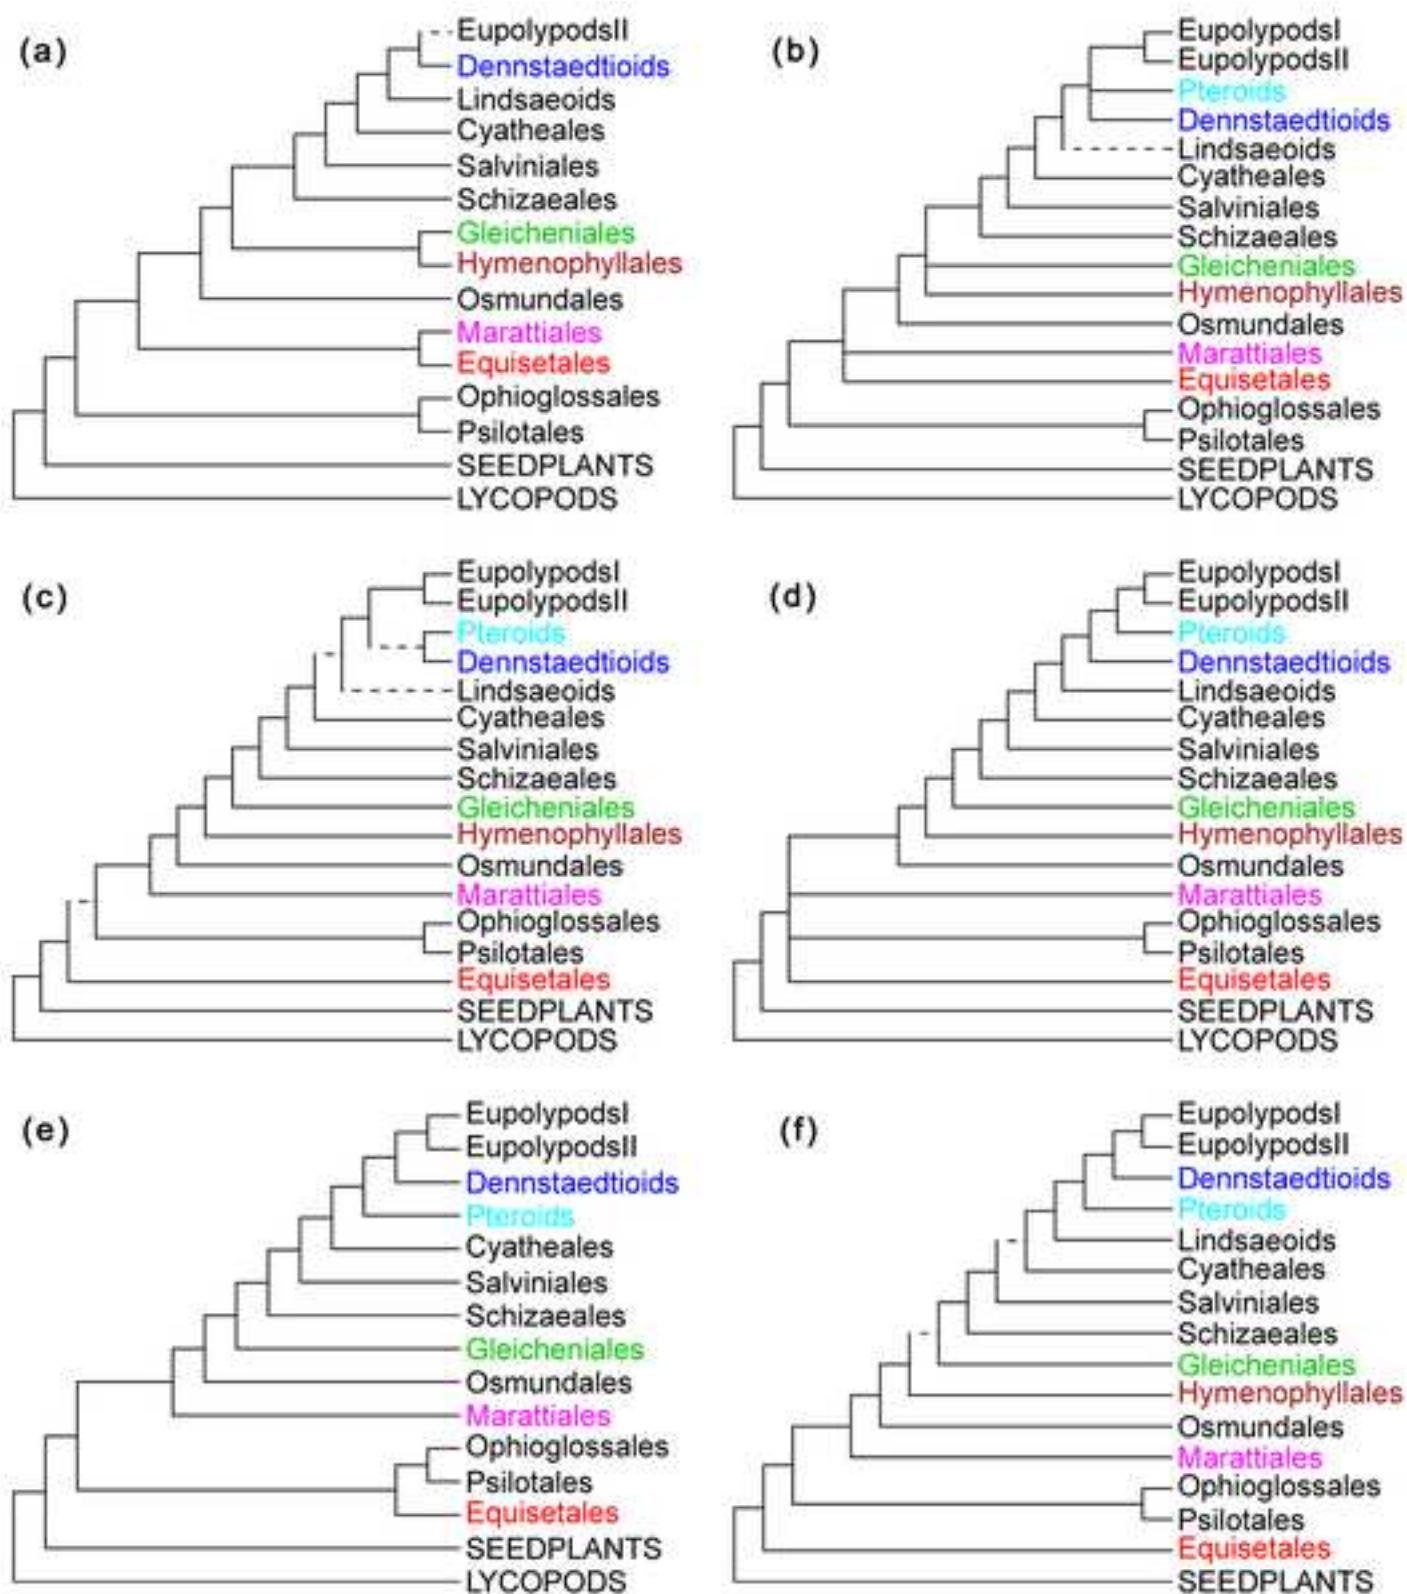 (a)
EupolypodsII
Dennstaedtioids
Lindsaeoids
Cyatheales
Salviniales
Schizaeales
Gleicheniales
Hymenophyllales
Osmundales
Marattiales
Equisetales
Ophioglossales
Psilotales
SEEDPLANTS
LYCOPODS
(b)
EupolypodsI
EupolypodsII
Pteroids
Dennstaedtioids
Lindsaeoids
Cyatheales
Salviniales
Schizaeales
Gleicheniales
Hymenophyllales
Osmundales
Marattiales
Equisetales
Ophioglossales
Psilotales
SEEDPLANTS
LYCOPODS
(c)
EupolypodsI
EupolypodsII
Pteroids
Dennstaedtioids
Lindsaeoids
Cyatheales
Salviniales
Schizaeales
Gleicheniales
Hymenophyllales
Osmundales
Marattiales
Ophioglossales
Psilotales
Equisetales
SEEDPLANTS
LYCOPODS
(d)
EupolypodsI
EupolypodsII
Pteroids
Dennstaedtioids
Lindsaeoids
Cyatheales
Salviniales
Schizaeales
Gleicheniales
Hymenophyllales
Osmundales
Marattiales
Ophioglossales
Psilotales
Equisetales
SEEDPLANTS
LYCOPODS
(e)
EupolypodsI
EupolypodsII
Dennstaedtioids
Pteroids
Cyatheales
Salviniales
Schizaeales
Gleicheniales
Osmundales
Marattiales
Ophioglossales
Psilotales
Equisetales
SEEDPLANTS
LYCOPODS
(f)
EupolypodsI
EupolypodsII
Dennstaedtioids
Pteroids
Lindsaeoids
Cyatheales
Salviniales
Schizaeales
Gleicheniales
Hymenophyllales
Osmundales
Marattiales
Ophioglossales
Psilotales
Equisetales
SEEDPLANTS